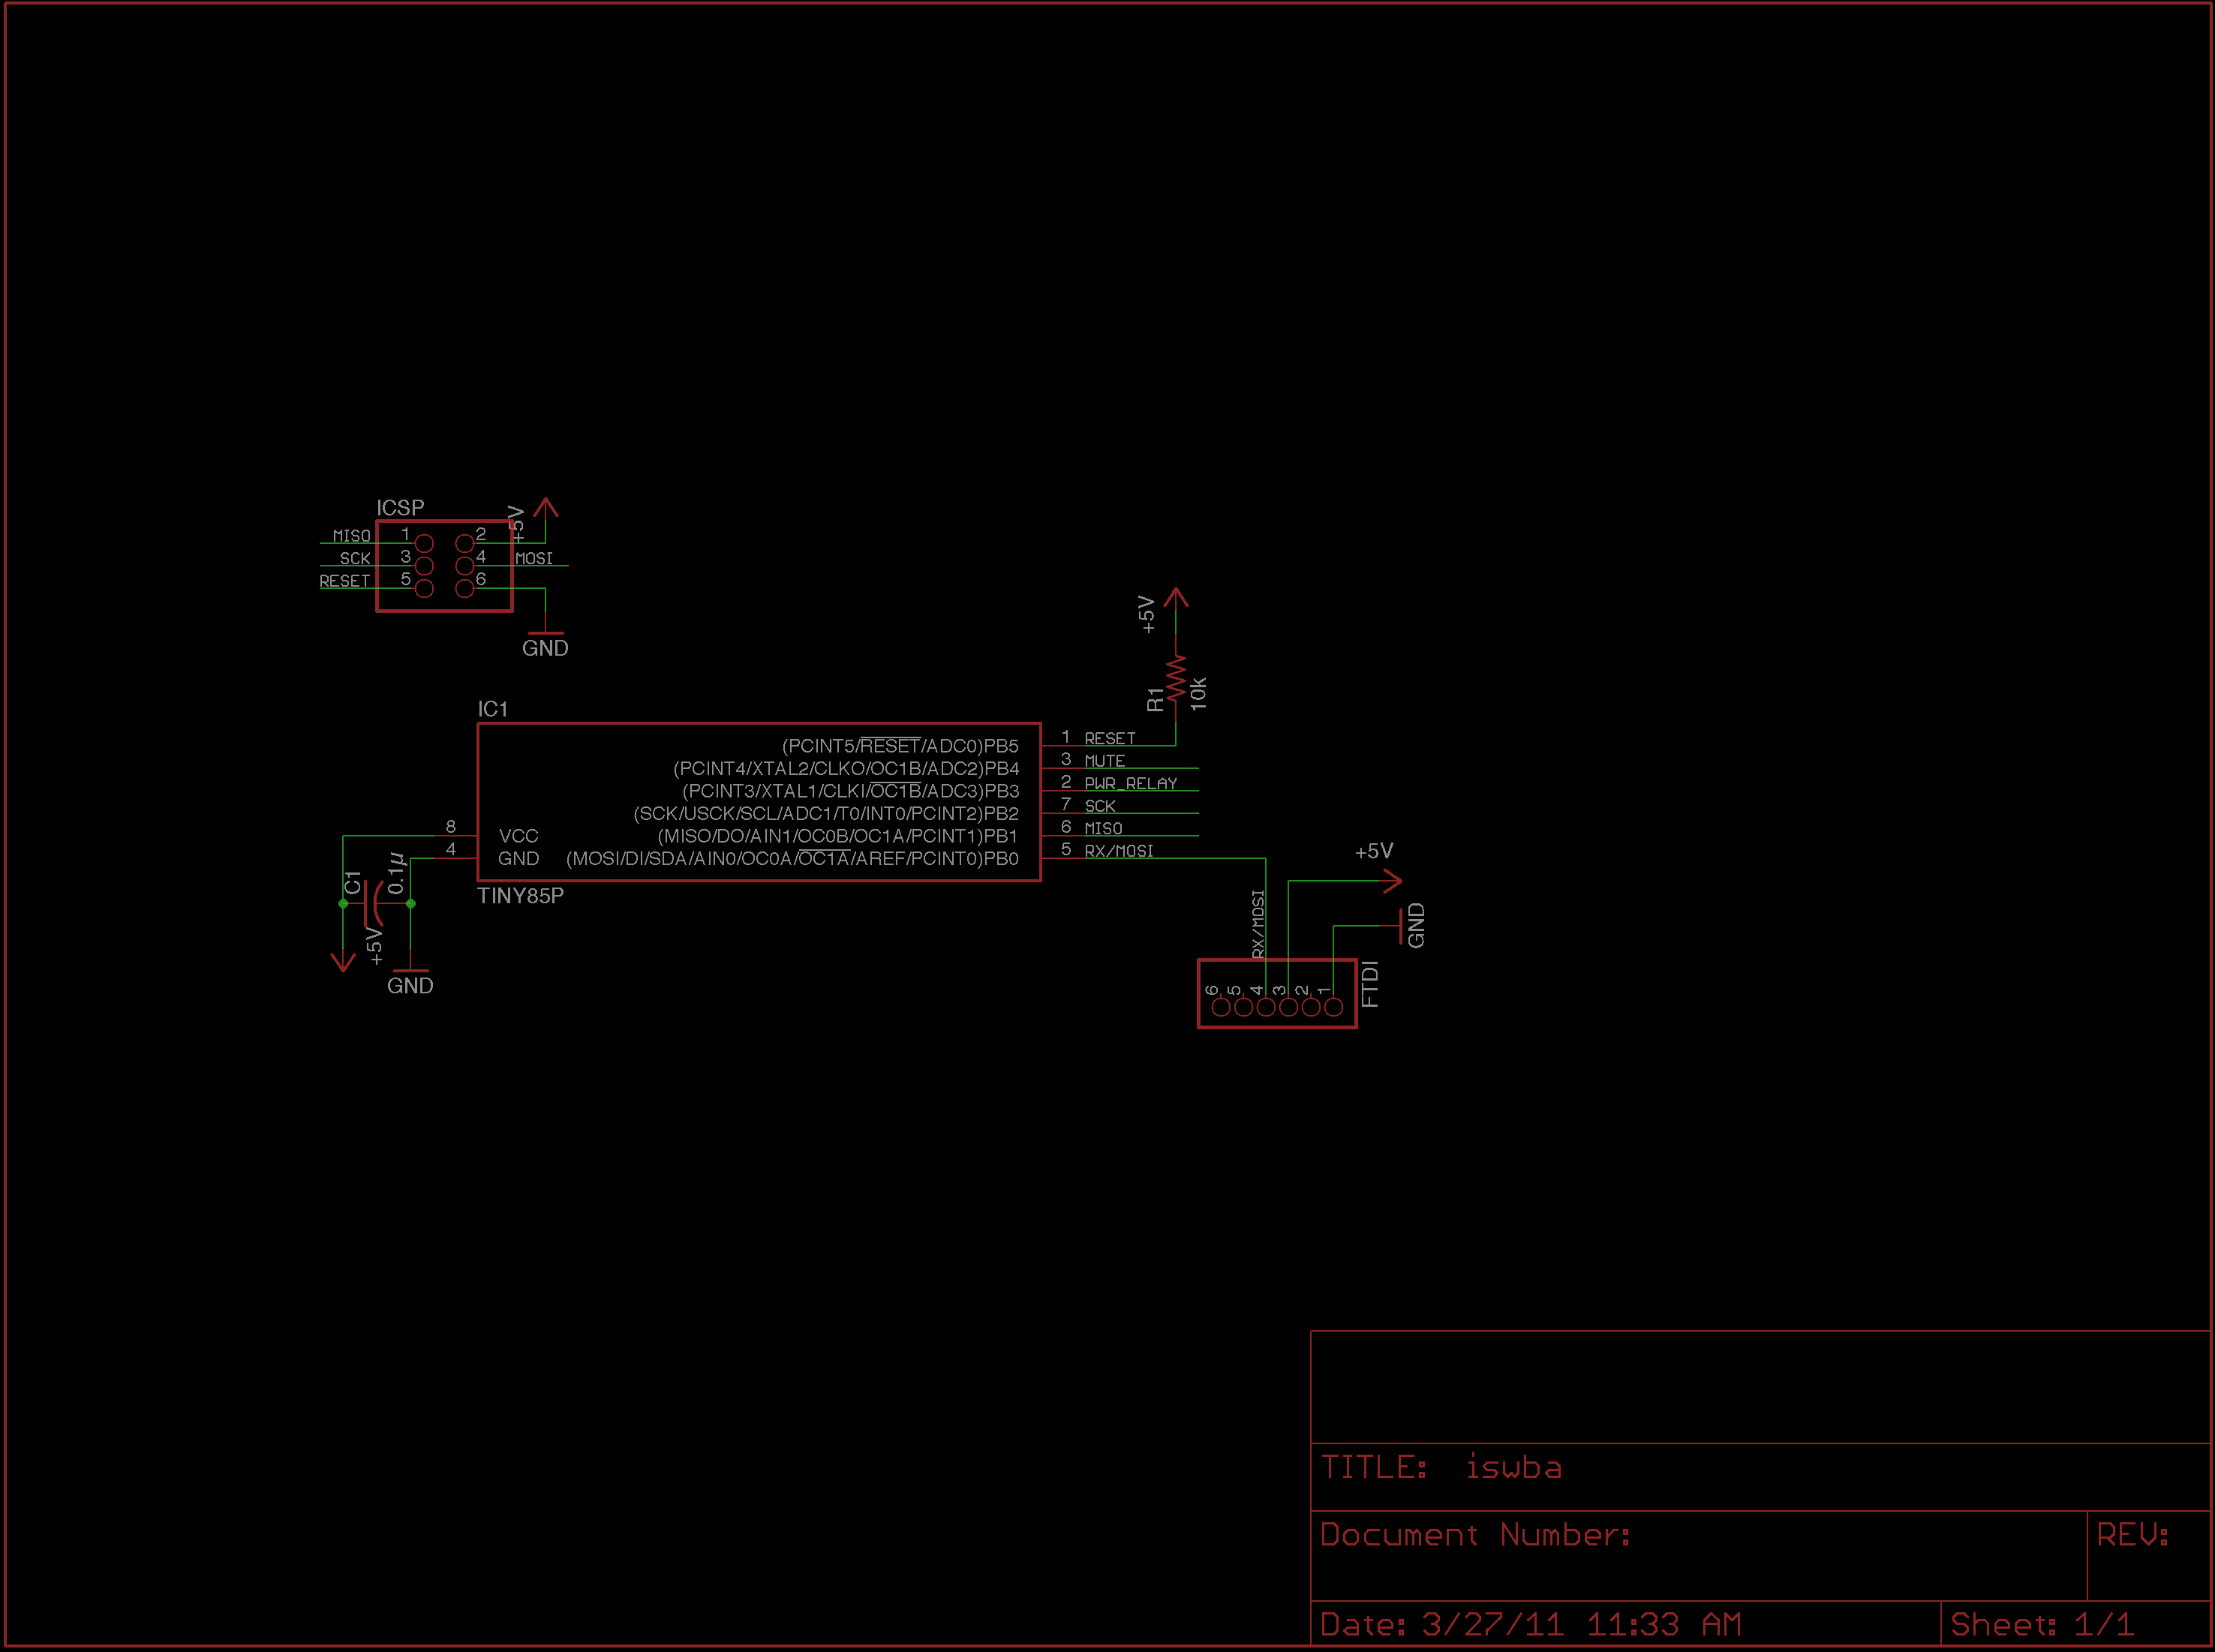 ICSP
+5V
MISO 1 2
SCK 3 4 MOSI
RESET 5 6
GND
+5V
R1 10k
IC1
(PCINT5/RESET/ADC0)PB5 1 RESET
(PCINT4/XTAL2/CLKO/OC1B/ADC2)PB4 3 MUTE
(PCINT3/XTAL1/CLKI/OC1B/ADC3)PB3 2 PWR_RELAY
(SCK/USCK/SCL/ADC1/T0/INT0/PCINT2)PB2 7 SCK
8 VCC (MISO/DO/AIN1/OC0B/OC1A/PCINT1)PB1 6 MISO
4 GND (MOSI/DI/SDA/AIN0/OC0A/OC1A/AREF/PCINT0)PB0 5 RX/MOSI
TINY85P
C1 0.1µ
+5V
GND
+5V
GND
RX/MOSI
6 5 4 3 2 1
FTDI
TITLE: iswba
Document Number:
REV:
Date: 3/27/11 11:33 AM
Sheet: 1/1